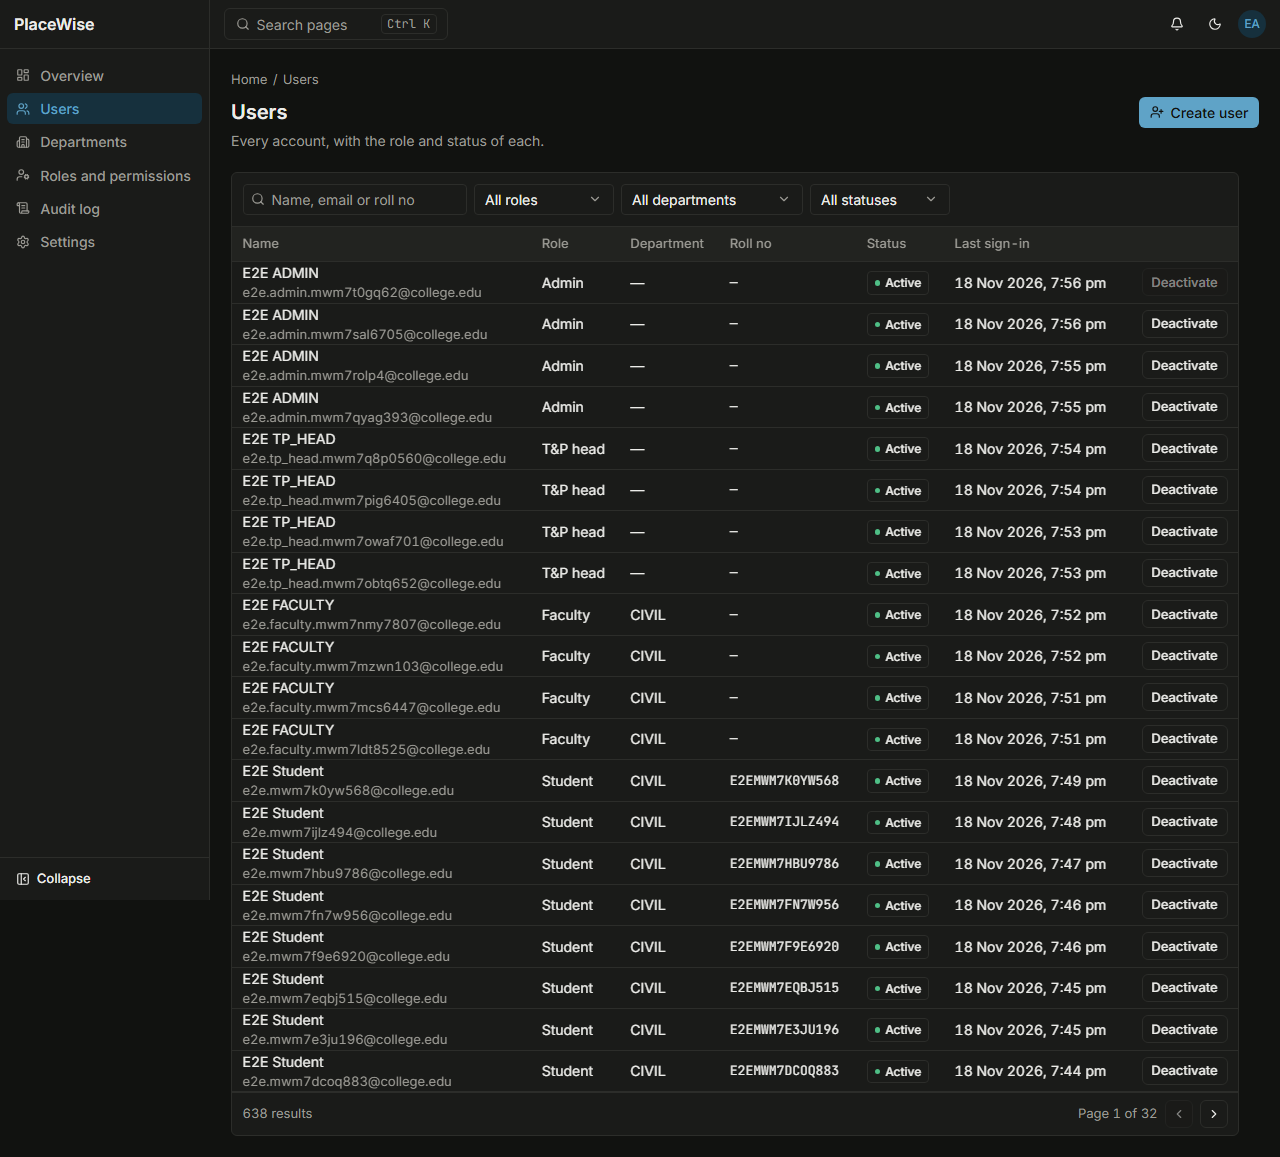 PlaceWise
Search pages Ctrl K
EA
Overview
Users
Departments
Roles and permissions
Audit log
Settings
Collapse
Home / Users
Users
Create user
Every account, with the role and status of each.
Name, email or roll no All roles All departments All statuses
Name Role Department Roll no Status Last sign-in
E2E ADMIN
e2e.admin.mwm7t0gq62@college.edu
Admin — – Active 18 Nov 2026, 7:56 pm Deactivate
E2E ADMIN
e2e.admin.mwm7sal6705@college.edu
Admin — – Active 18 Nov 2026, 7:56 pm Deactivate
E2E ADMIN
e2e.admin.mwm7rolp4@college.edu
Admin — – Active 18 Nov 2026, 7:55 pm Deactivate
E2E ADMIN
e2e.admin.mwm7qyag393@college.edu
Admin — – Active 18 Nov 2026, 7:55 pm Deactivate
E2E TP_HEAD
e2e.tp_head.mwm7q8p0560@college.edu
T&P head — – Active 18 Nov 2026, 7:54 pm Deactivate
E2E TP_HEAD
e2e.tp_head.mwm7pig6405@college.edu
T&P head — – Active 18 Nov 2026, 7:54 pm Deactivate
E2E TP_HEAD
e2e.tp_head.mwm7owaf701@college.edu
T&P head — – Active 18 Nov 2026, 7:53 pm Deactivate
E2E TP_HEAD
e2e.tp_head.mwm7obtq652@college.edu
T&P head — – Active 18 Nov 2026, 7:53 pm Deactivate
E2E FACULTY
e2e.faculty.mwm7nmy7807@college.edu
Faculty CIVIL – Active 18 Nov 2026, 7:52 pm Deactivate
E2E FACULTY
e2e.faculty.mwm7mzwn103@college.edu
Faculty CIVIL – Active 18 Nov 2026, 7:52 pm Deactivate
E2E FACULTY
e2e.faculty.mwm7mcs6447@college.edu
Faculty CIVIL – Active 18 Nov 2026, 7:51 pm Deactivate
E2E FACULTY
e2e.faculty.mwm7ldt8525@college.edu
Faculty CIVIL – Active 18 Nov 2026, 7:51 pm Deactivate
E2E Student
e2e.mwm7k0yw568@college.edu
Student CIVIL E2EMWM7K0YW568 Active 18 Nov 2026, 7:49 pm Deactivate
E2E Student
e2e.mwm7ijlz494@college.edu
Student CIVIL E2EMWM7IJLZ494 Active 18 Nov 2026, 7:48 pm Deactivate
E2E Student
e2e.mwm7hbu9786@college.edu
Student CIVIL E2EMWM7HBU9786 Active 18 Nov 2026, 7:47 pm Deactivate
E2E Student
e2e.mwm7fn7w956@college.edu
Student CIVIL E2EMWM7FN7W956 Active 18 Nov 2026, 7:46 pm Deactivate
E2E Student
e2e.mwm7f9e6920@college.edu
Student CIVIL E2EMWM7F9E6920 Active 18 Nov 2026, 7:46 pm Deactivate
E2E Student
e2e.mwm7eqbj515@college.edu
Student CIVIL E2EMWM7EQBJ515 Active 18 Nov 2026, 7:45 pm Deactivate
E2E Student
e2e.mwm7e3ju196@college.edu
Student CIVIL E2EMWM7E3JU196 Active 18 Nov 2026, 7:45 pm Deactivate
E2E Student
e2e.mwm7dcoq883@college.edu
Student CIVIL E2EMWM7DCOQ883 Active 18 Nov 2026, 7:44 pm Deactivate
638 results Page 1 of 32